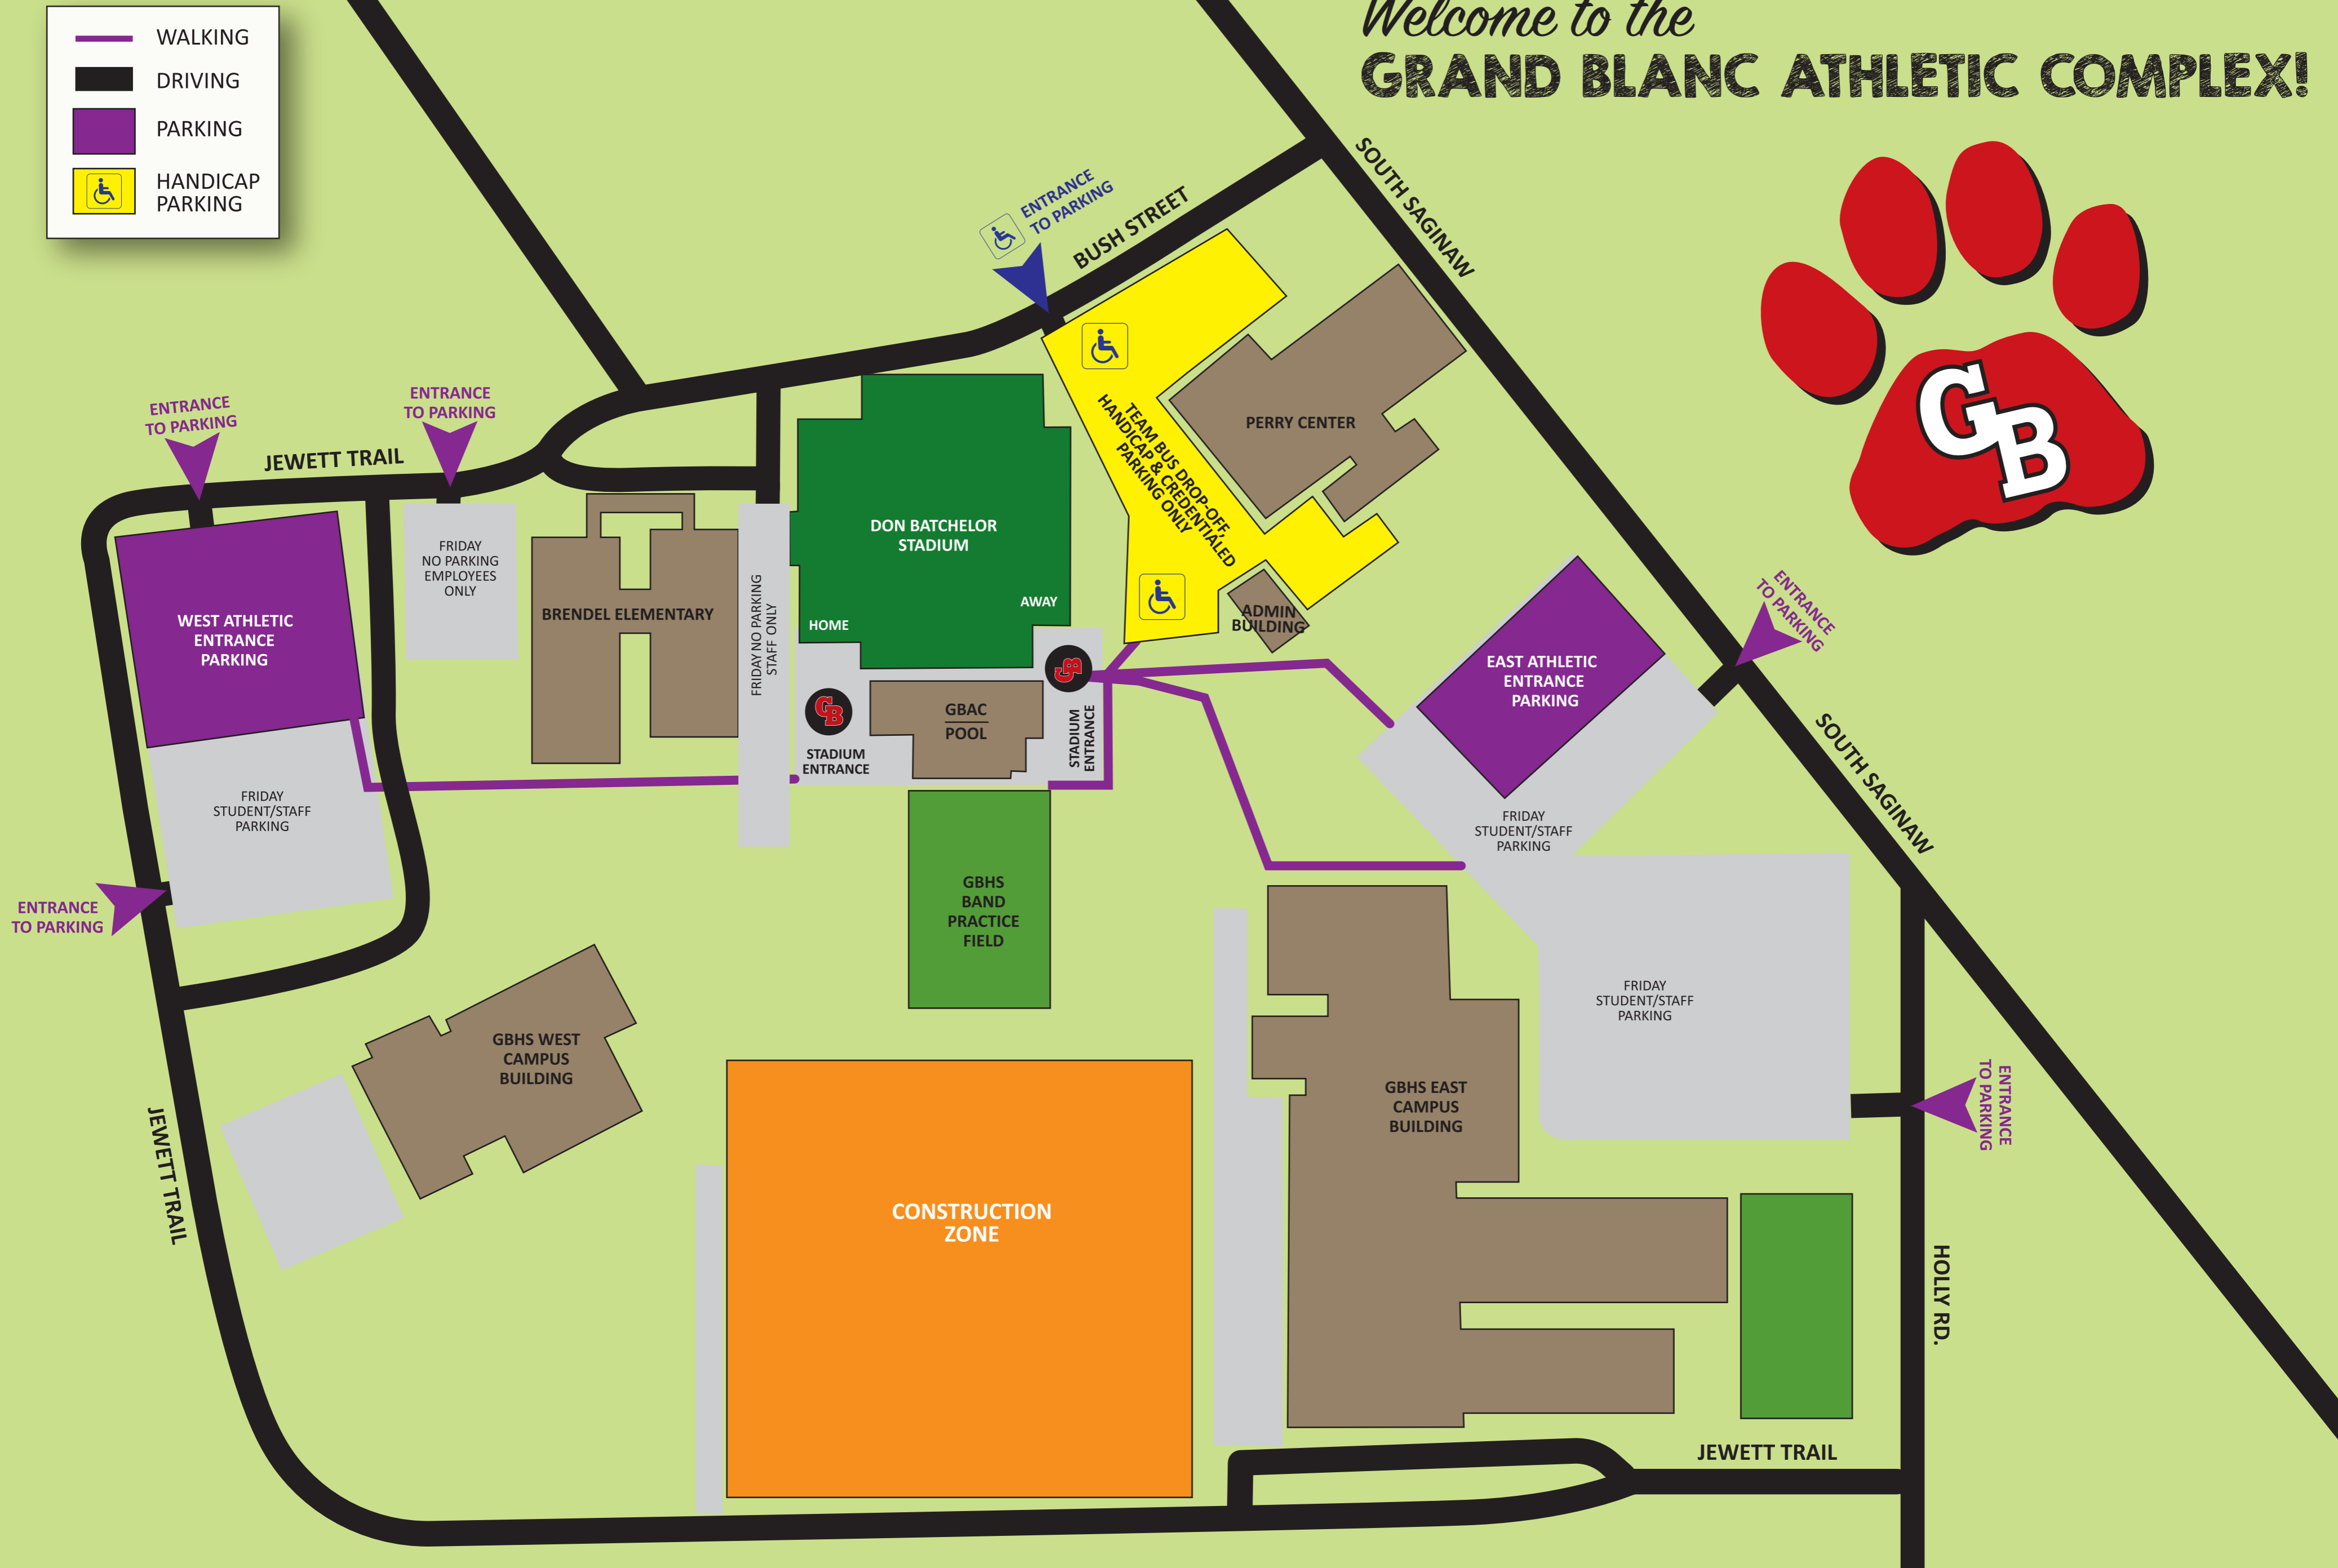 Welcome to the
GRAND BLANC ATHLETIC COMPLEX!
WALKING
DRIVING
PARKING
HANDICAP
PARKING
SOUTH SAGINAW
ENTRANCE
TO PARKING
BUSH STREET
GB
ENTRANCE
TO PARKING
ENTRANCE
TO PARKING
JEWETT TRAIL
PERRY CENTER
TEAM BUS DROP-OFF,
HANDICAP & CREDENTIALED
PARKING ONLY
DON BATCHELOR
STADIUM
AWAY
HOME
FRIDAY
NO PARKING
EMPLOYEES
ONLY
BRENDEL ELEMENTARY
FRIDAY NO PARKING
STAFF ONLY
WEST ATHLETIC
ENTRANCE
PARKING
ADMIN
BUILDING
ENTRANCE
TO PARKING
EAST ATHLETIC
ENTRANCE
PARKING
GB
GB
GBAC
POOL
STADIUM
ENTRANCE
STADIUM
ENTRANCE
SOUTH SAGINAW
FRIDAY
STUDENT/STAFF
PARKING
FRIDAY
STUDENT/STAFF
PARKING
ENTRANCE
TO PARKING
GBHS
BAND
PRACTICE
FIELD
FRIDAY
STUDENT/STAFF
PARKING
GBHS WEST
CAMPUS
BUILDING
GBHS EAST
CAMPUS
BUILDING
ENTRANCE
TO PARKING
JEWETT TRAIL
CONSTRUCTION
ZONE
HOLLY RD.
JEWETT TRAIL